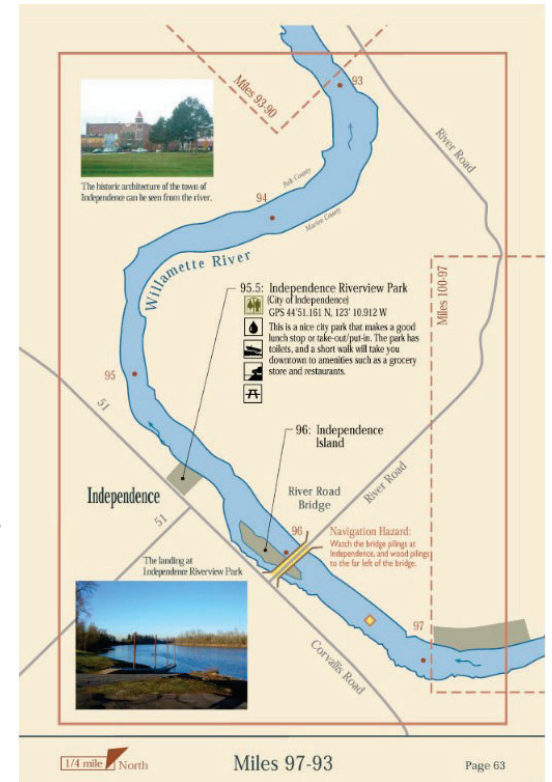 Miles 93-90
93
River Road
The historic architecture of the town of
Independence can be seen from the river.
Polk County
94
Marion County
Willamette River
Miles 100-97
95.5: Independence Riverview Park
(City of Independence)
GPS 44˚51.161 N, 123˚ 10.912 W
This is a nice city park that makes a good
lunch stop or take-out/put-in. The park has
toilets, and a short walk will take you
downtown to amenities such as a grocery
store and restaurants.
95
51
96: Independence
Island
Independence
River Road
Bridge
River Road
51
96
Navigation Hazard:
Watch the bridge pilings at
Independence, and wood pilings
to the far left of the bridge.
The landing at
Independence Riverview Park
97
Corvallis Road
1/4 mile
North
Miles 97-93
Page 63